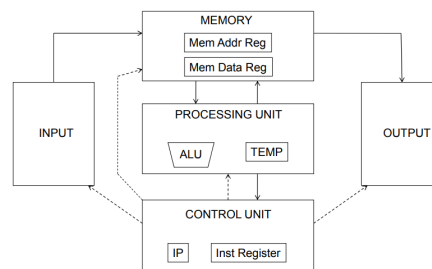 MEMORY
Mem Addr Reg
Mem Data Reg
INPUT
PROCESSING UNIT
ALU
TEMP
OUTPUT
CONTROL UNIT
IP
Inst Register